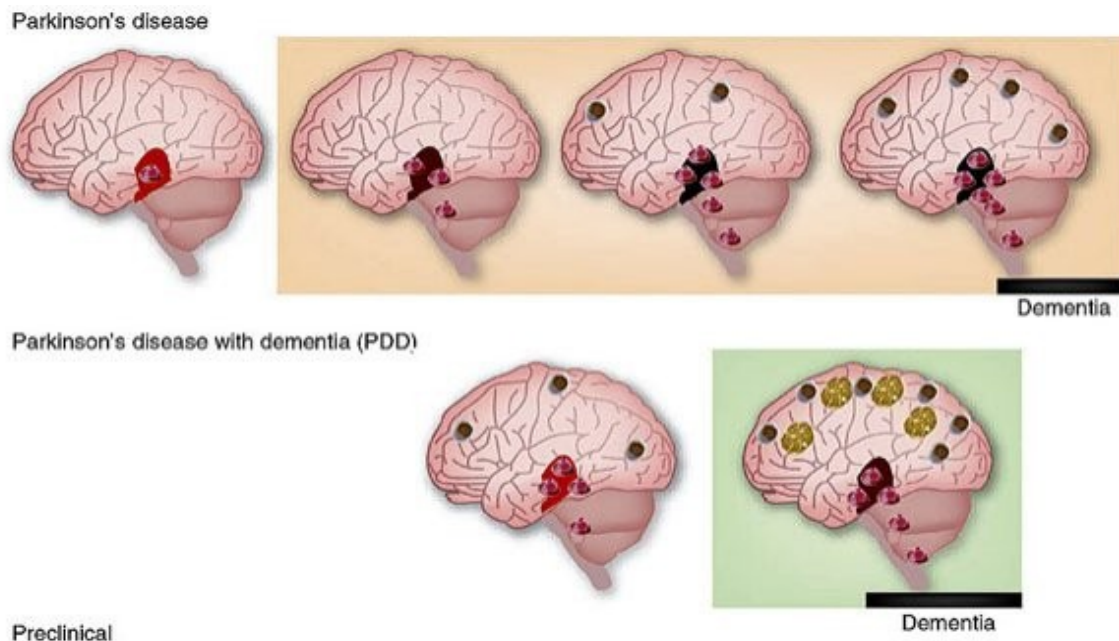 Parkinson's disease
Dementia
Parkinson's disease with dementia (PDD)
Dementia
Preclinical